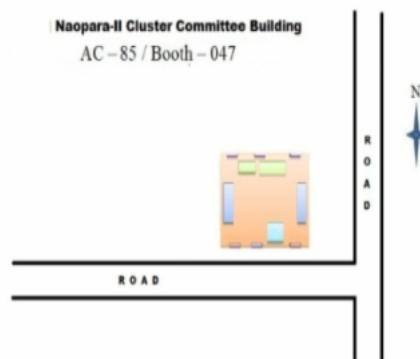 Naopara-II Cluster Committee Building
AC – 85 / Booth – 047
N
ROAD
ROAD